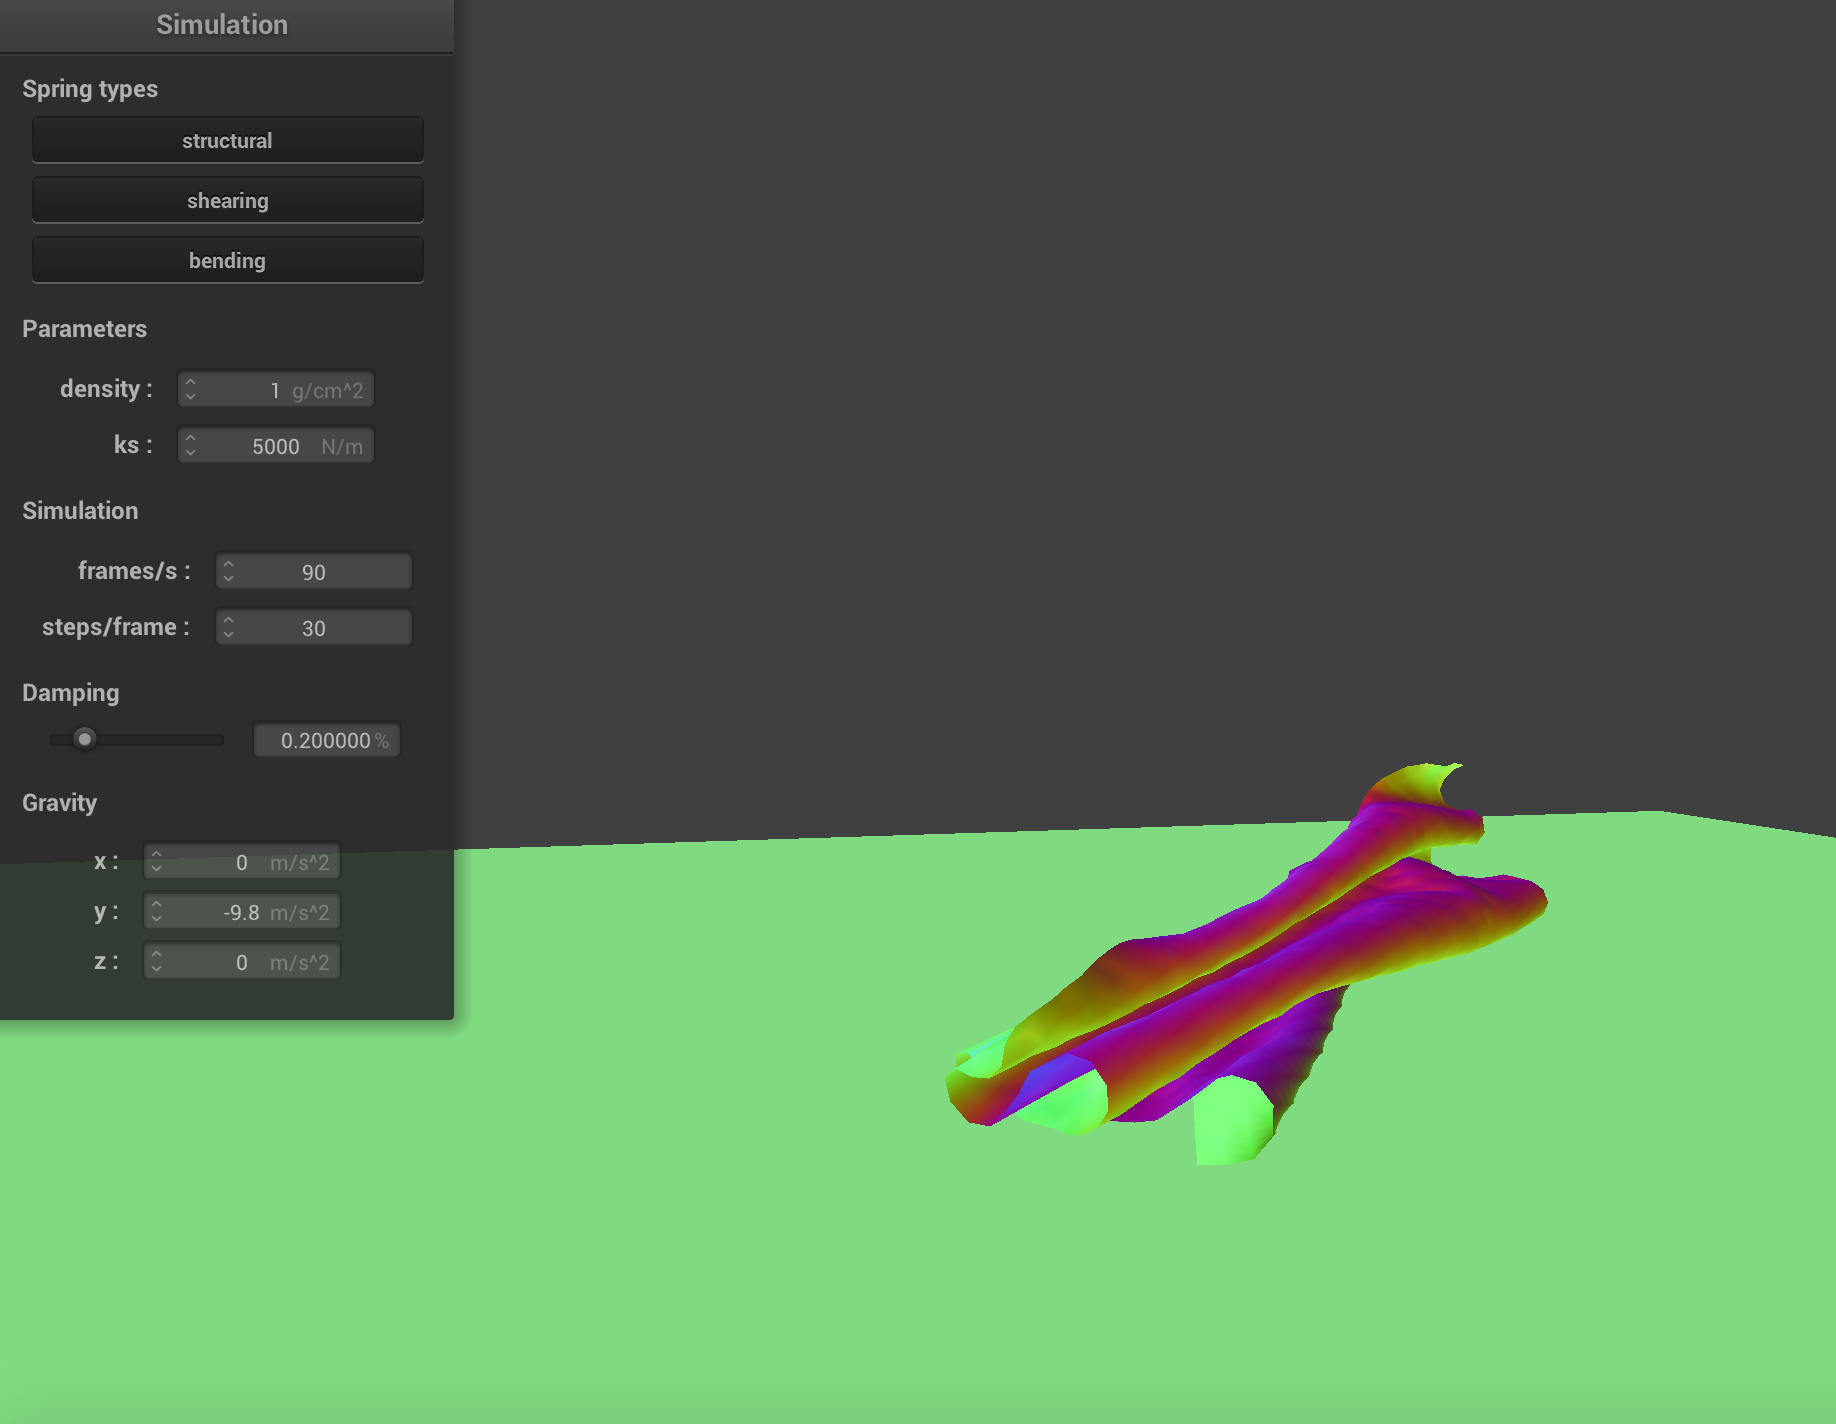 Simulation
Spring types
structural
shearing
bending
Parameters
density : 1 g/cm^2
ks : 5000 N/m
Simulation
frames/s : 90
steps/frame : 30
Damping
0.200000 %
Gravity
x : 0 m/s^2
y : -9.8 m/s^2
z : 0 m/s^2